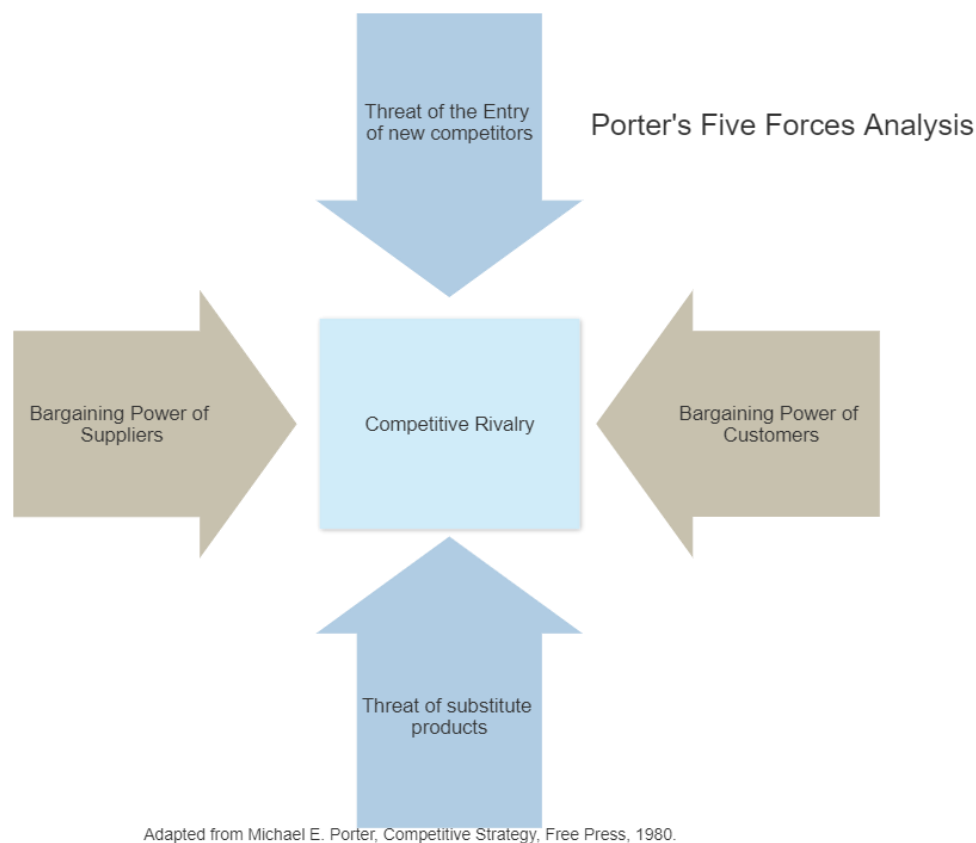 Threat of the Entry
of new competitors
Porter's Five Forces Analysis
Bargaining Power of
Suppliers
Competitive Rivalry
Bargaining Power of
Customers
Threat of substitute
products
Adapted from Michael E. Porter, Competitive Strategy, Free Press, 1980.